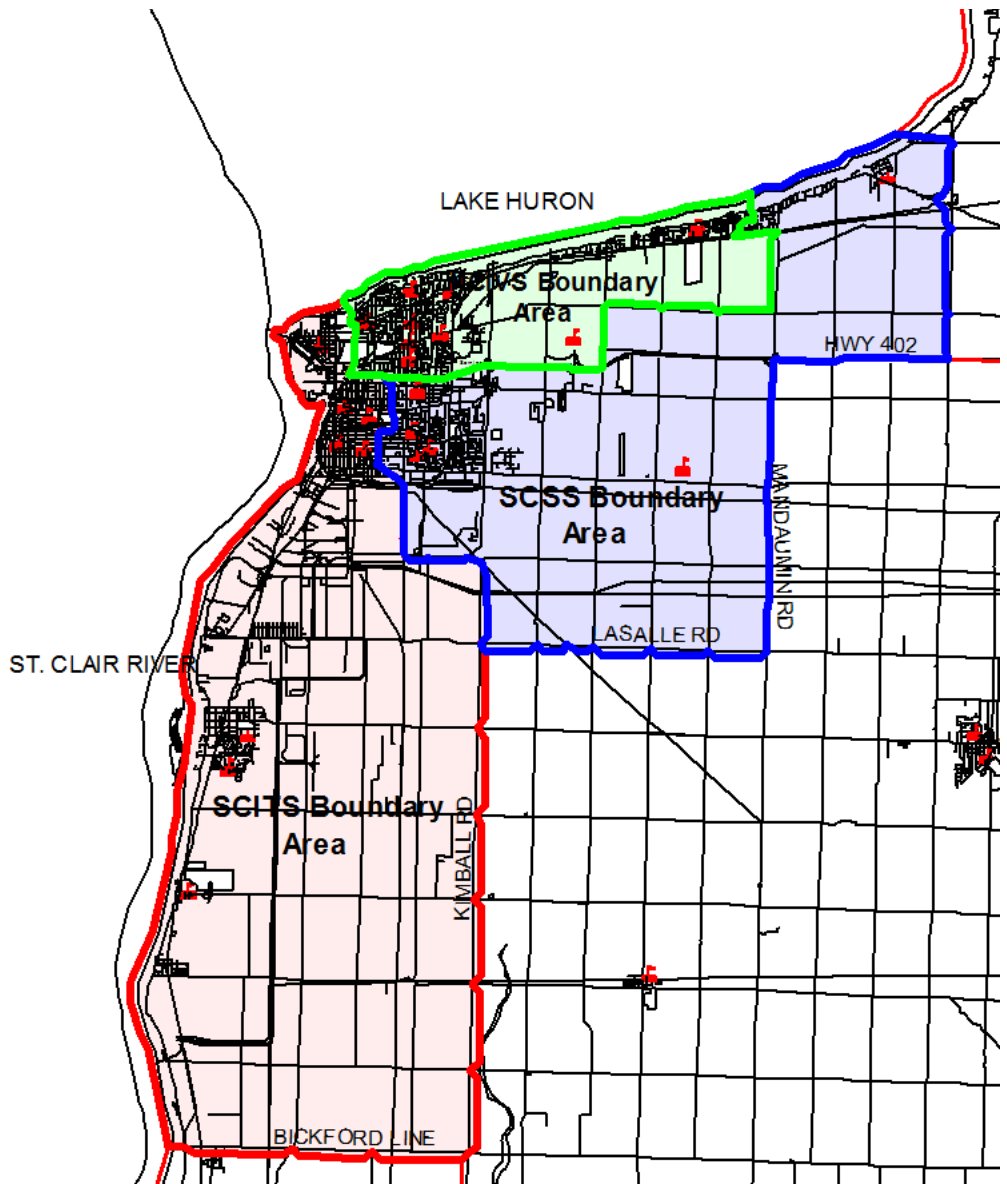 LAKE HURON
Boundary
Area
HWY 402
SCSS Boundary
Area
MANDAUMIN RD
LASALLE RD
ST. CLAIR RIVER
SCITS Boundary
Area
KIMBALL RD
BICKFORD LINE